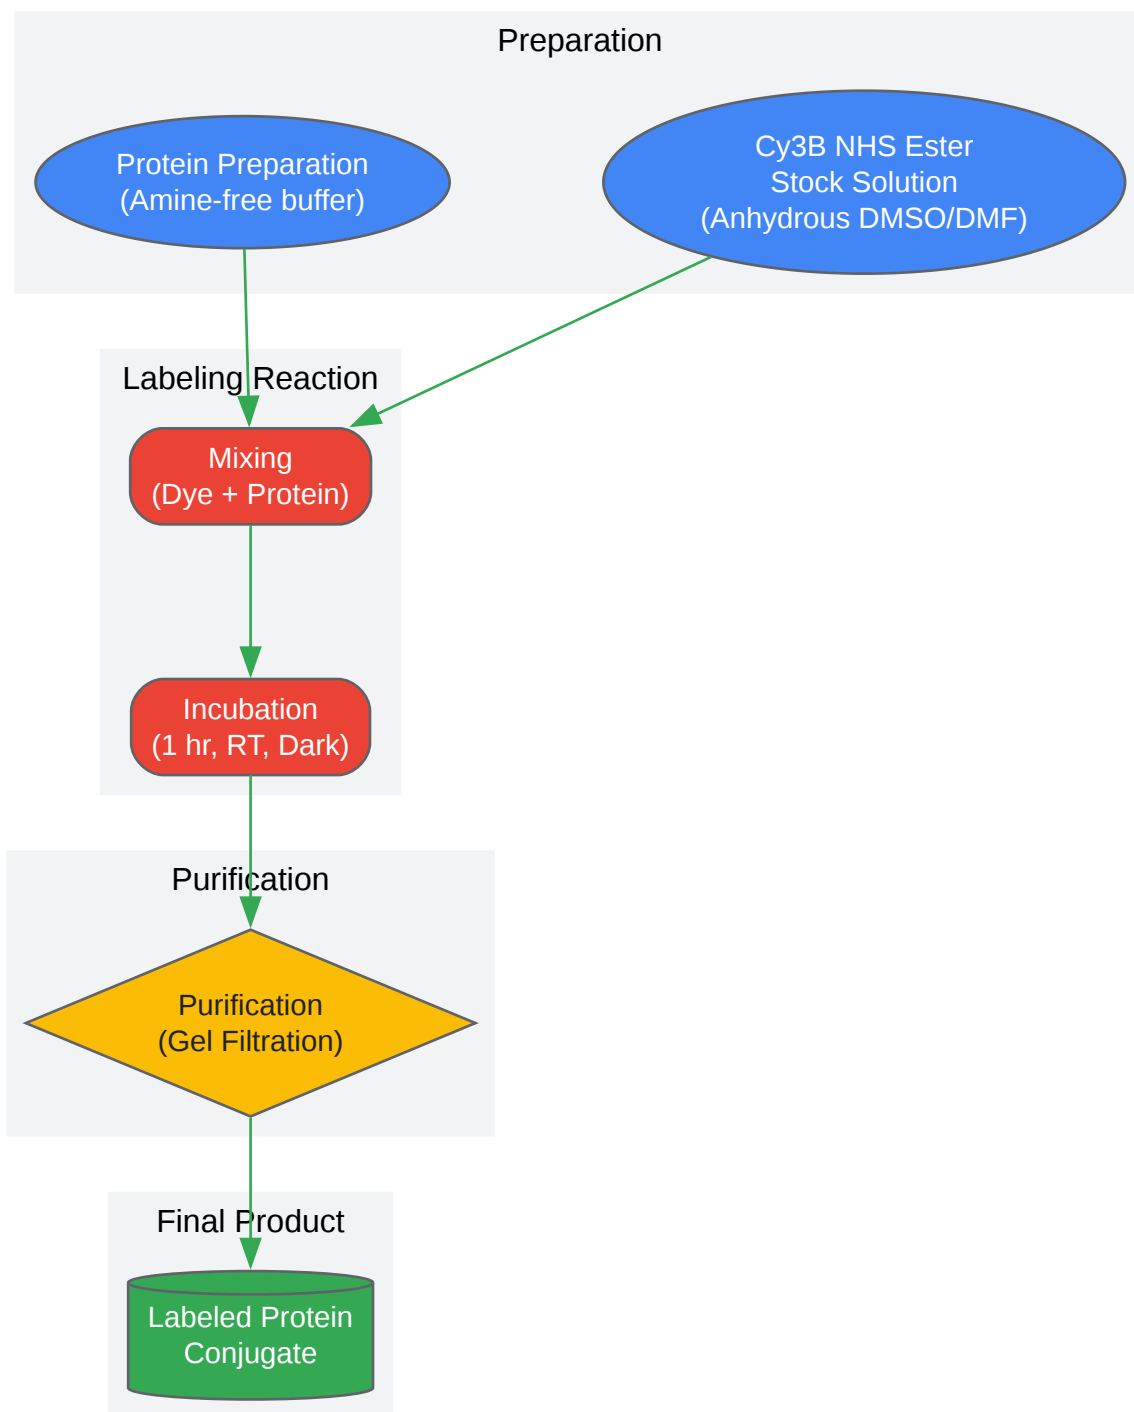 Preparation
Protein Preparation
(Amine-free buffer)
Cy3B NHS Ester
Stock Solution
(Anhydrous DMSO/DMF)
Labeling Reaction
Mixing
(Dye + Protein)
Incubation
(1 hr, RT, Dark)
Purification
Purification
(Gel Filtration)
Final Product
Labeled Protein
Conjugate